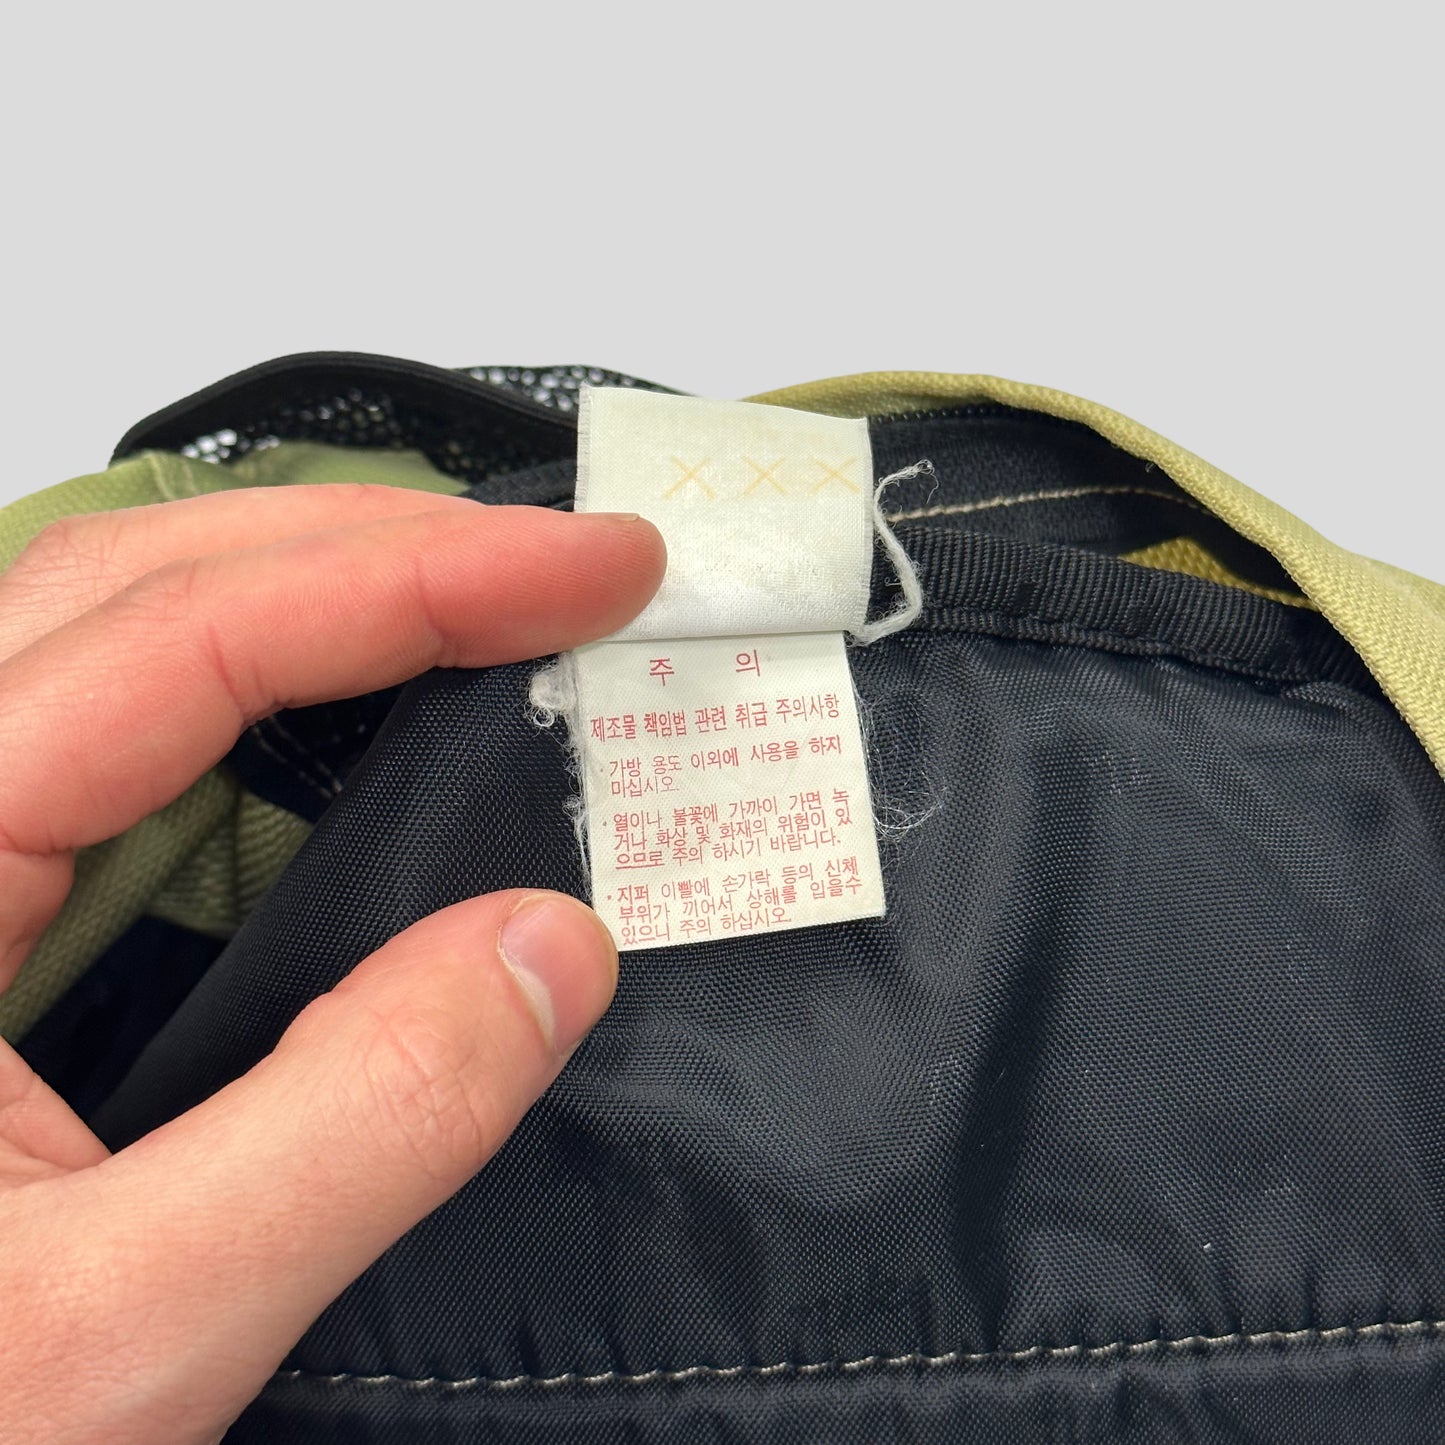 XXX
주 의
제조물 책임법 관련 취급 주의사항
· 가방 용도 이외에 사용을 하지
마십시오.
· 열이나 불꽃에 가까이 가면 녹
거나 화상 및 화재의 위험이 있
으므로 주의 하시기 바랍니다.
· 지퍼 이빨에 손가락 등의 신체
부위가 끼어서 상해를 입을수
있으니 주의 하십시오.